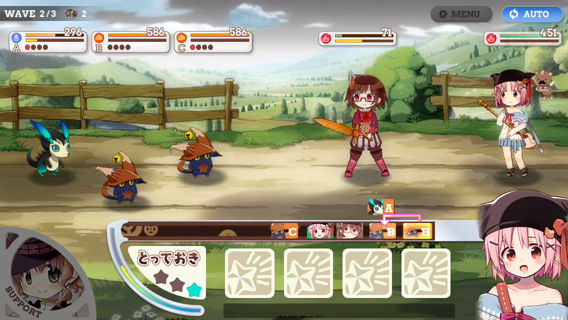 WAVE 2/3 2
MENU
AUTO
296
A
586
B
586
C
71
451
A
C
B
B
とっておき
SUPPORT